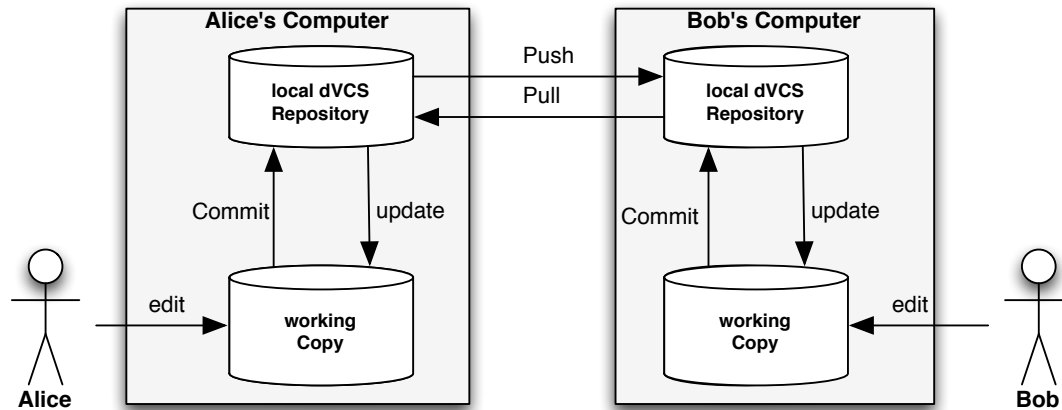 Alice's Computer
Bob's Computer
local dVCS
Repository
Push
Pull
local dVCS
Repository
Commit
update
Commit
update
edit
working
Copy
working
Copy
edit
Alice
Bob